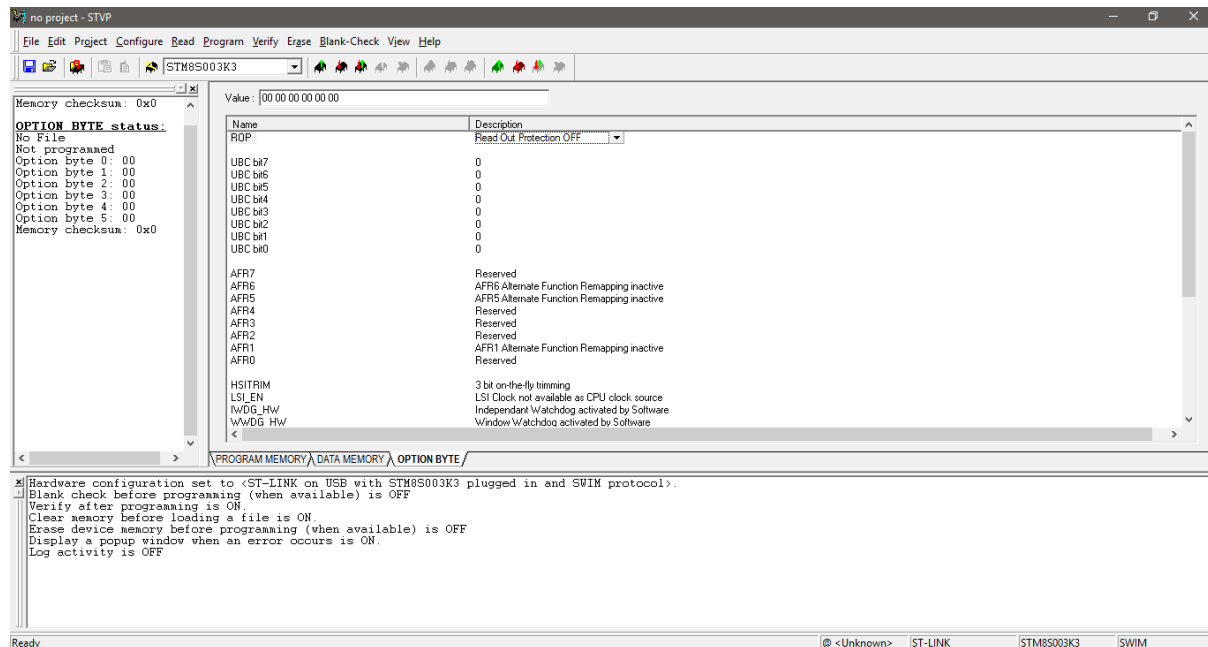 no project - STVP
File Edit Project Configure Read Program Verify Erase Blank-Check View Help
STM8S003K3
Memory checksum: 0x0
OPTION BYTE status:
No File
Not programmed
Option byte 0: 00
Option byte 1: 00
Option byte 2: 00
Option byte 3: 00
Option byte 4: 00
Option byte 5: 00
Memory checksum: 0x0
Value : 00 00 00 00 00 00
Name Description
ROP Read Out Protection OFF
UBC bit7 0
UBC bit6 0
UBC bit5 0
UBC bit4 0
UBC bit3 0
UBC bit2 0
UBC bit1 0
UBC bit0 0
AFR7 Reserved
AFR6 AFR6 Alternate Function Remapping inactive
AFR5 AFR5 Alternate Function Remapping inactive
AFR4 Reserved
AFR3 Reserved
AFR2 Reserved
AFR1 AFR1 Alternate Function Remapping inactive
AFR0 Reserved
HSITRIM 3 bit on-the-fly trimming
LSI_EN LSI Clock not available as CPU clock source
IWDG_HW Independant Watchdog activated by Software
WWDG_HW Window Watchdog activated by Software
PROGRAM MEMORY DATA MEMORY OPTION BYTE
Hardware configuration set to <ST-LINK on USB with STM8S003K3 plugged in and SWIM protocol>.
Blank check before programming (when available) is OFF
Verify after programming is ON.
Clear memory before loading a file is ON.
Erase device memory before programming (when available) is OFF
Display a popup window when an error occurs is ON.
Log activity is OFF
Ready @ <Unknown> ST-LINK STM8S003K3 SWIM